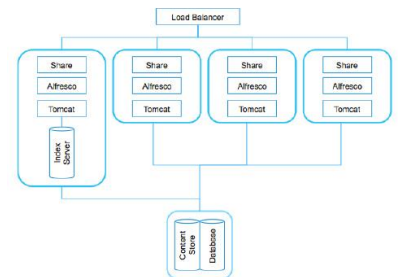 Load Balancer
Share
Alfresco
Tomcat
Index
Server
Share
Alfresco
Tomcat
Share
Alfresco
Tomcat
Share
Alfresco
Tomcat
Content
Store
Database